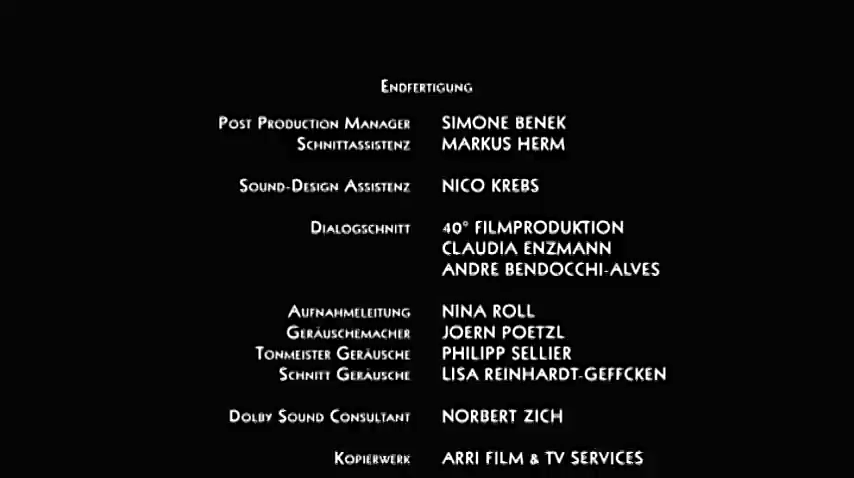 Endfertigung
Post Production Manager SIMONE BENEK
Schnittassistenz MARKUS HERM
Sound-Design Assistenz NICO KREBS
Dialogschnitt 40° FILMPRODUKTION
CLAUDIA ENZMANN
ANDRE BENDOCCHI-ALVES
Aufnahmeleitung NINA ROLL
Geräuschemacher JOERN POETZL
Tonmeister Geräusche PHILIPP SELLIER
Schnitt Geräusche LISA REINHARDT-GEFFCKEN
Dolby Sound Consultant NORBERT ZICH
Kopierwerk ARRI FILM & TV SERVICES